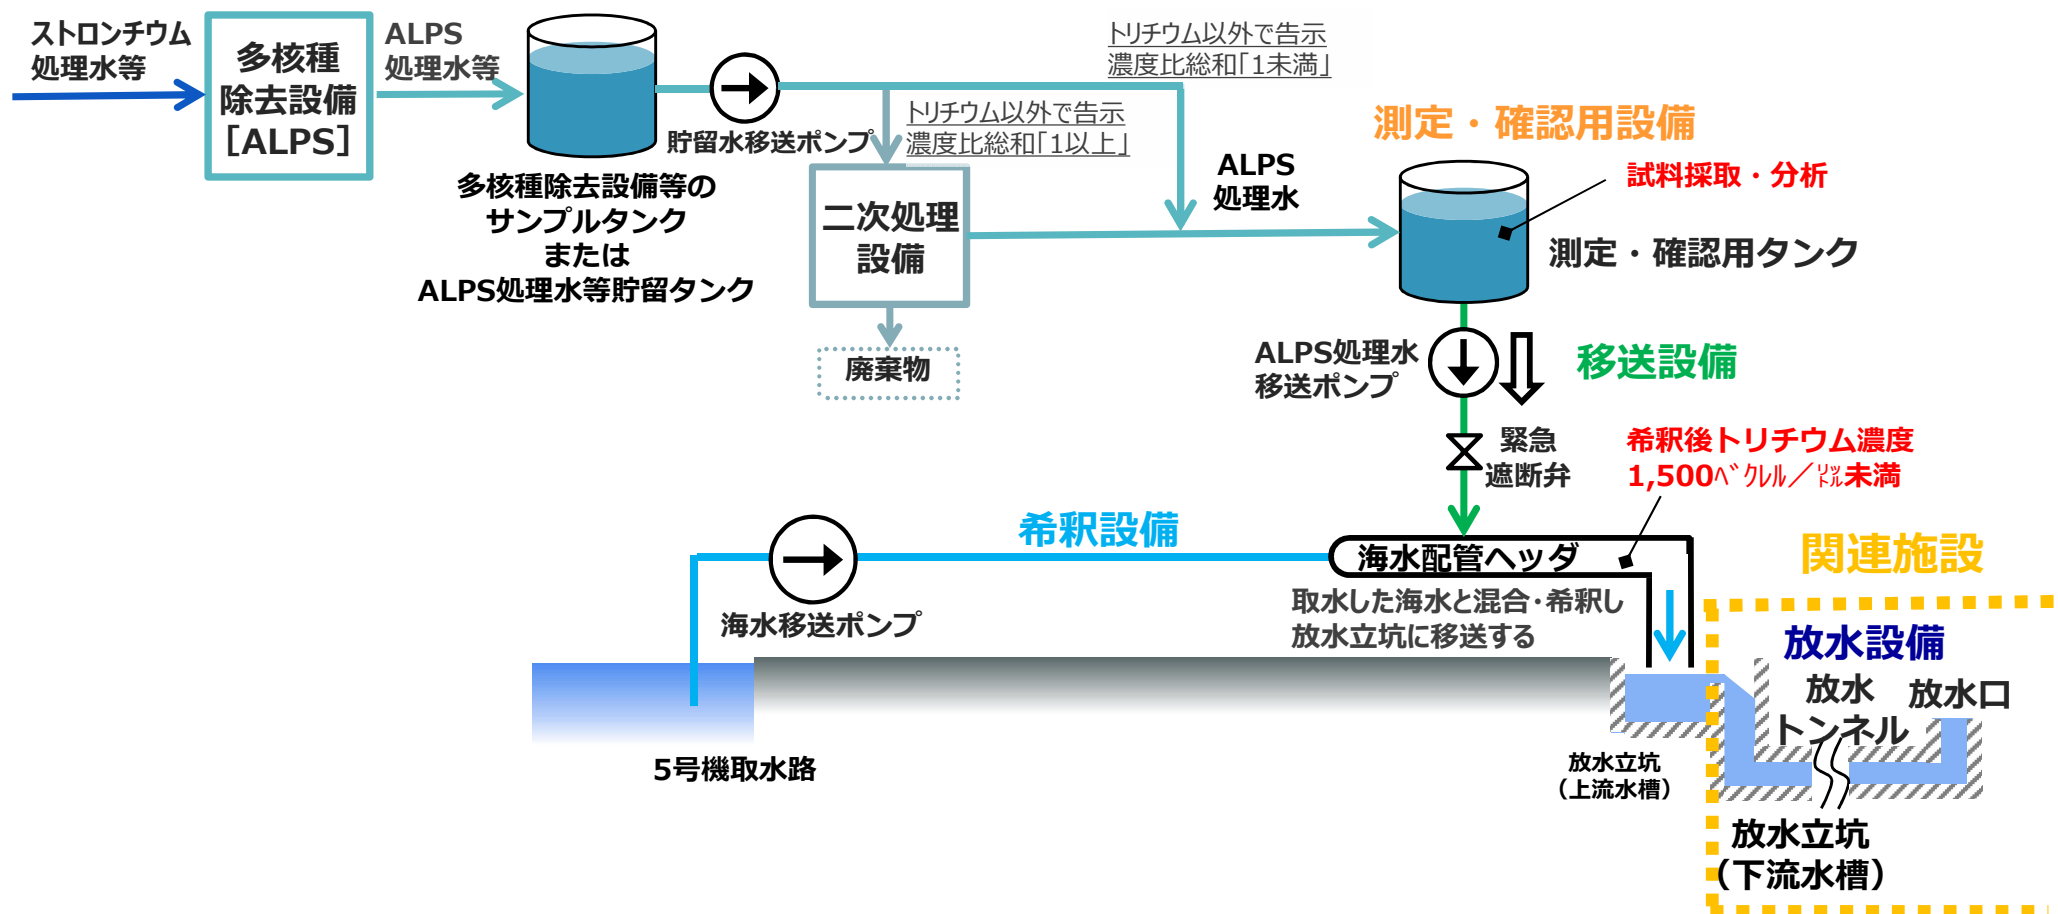 ストロンチウム
処理水等
多核種
除去設備
[ALPS]
ALPS
処理水等
多核種除去設備等の
サンプルタンク
または
ALPS処理水等貯留タンク
貯留水移送ポンプ
トリチウム以外で告示
濃度比総和「1未満」
トリチウム以外で告示
濃度比総和「1以上」
二次処理
設備
廃棄物
ALPS
処理水
測定・確認用設備
試料採取・分析
測定・確認用タンク
ALPS処理水
移送ポンプ
移送設備
緊急
遮断弁
希釈後トリチウム濃度
1,500ベクレル／リットル未満
希釈設備
海水配管ヘッダ
海水移送ポンプ
取水した海水と混合・希釈し
放水立坑に移送する
関連施設
放水設備
放水
トンネル
放水口
5号機取水路
放水立坑
（上流水槽）
放水立坑
（下流水槽）